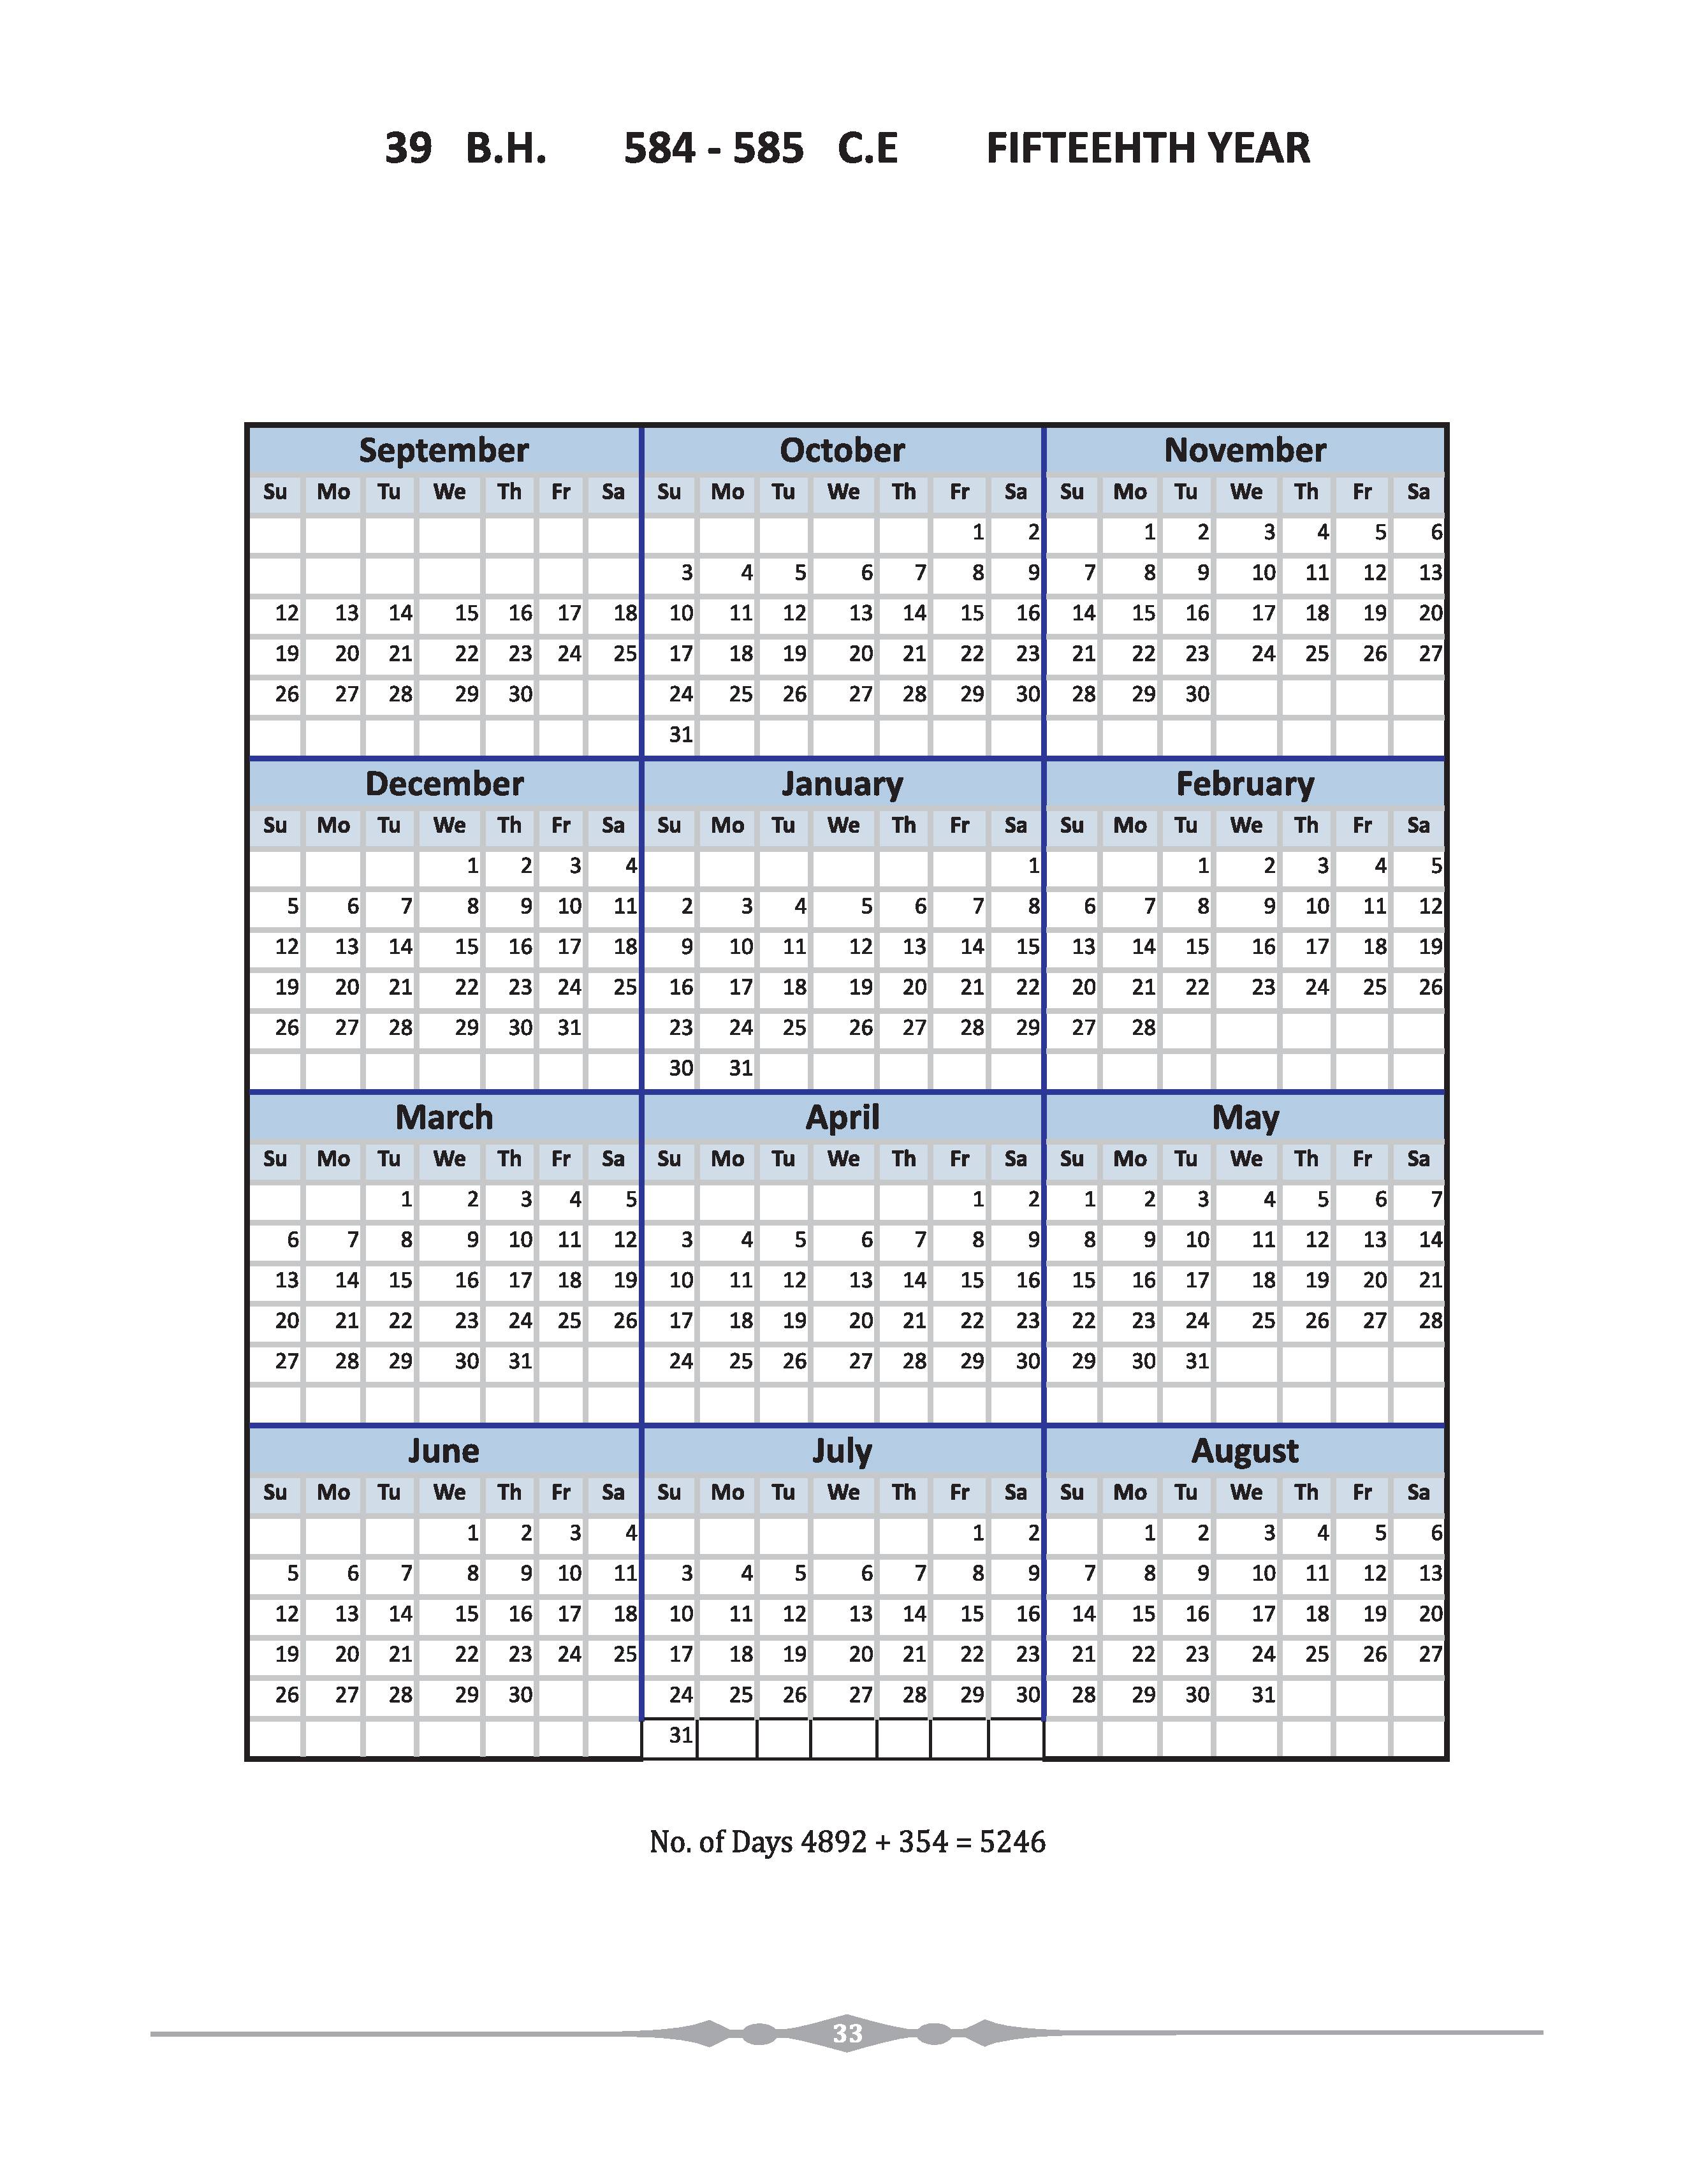 39 B.H. 584 - 585 C.E FIFTEEHTH YEAR
September October November
Su Mo Tu We Th Fr Sa Su Mo Tu We Th Fr Sa Su Mo Tu We Th Fr Sa
1 2 1 2 3 4 5 6
3 4 5 6 7 8 9 7 8 9 10 11 12 13
12 13 14 15 16 17 18 10 11 12 13 14 15 16 14 15 16 17 18 19 20
19 20 21 22 23 24 25 17 18 19 20 21 22 23 21 22 23 24 25 26 27
26 27 28 29 30 24 25 26 27 28 29 30 28 29 30
31
December January February
Su Mo Tu We Th Fr Sa Su Mo Tu We Th Fr Sa Su Mo Tu We Th Fr Sa
1 2 3 4 1 1 2 3 4 5
5 6 7 8 9 10 11 2 3 4 5 6 7 8 6 7 8 9 10 11 12
12 13 14 15 16 17 18 9 10 11 12 13 14 15 13 14 15 16 17 18 19
19 20 21 22 23 24 25 16 17 18 19 20 21 22 20 21 22 23 24 25 26
26 27 28 29 30 31 23 24 25 26 27 28 29 27 28
30 31
March April May
Su Mo Tu We Th Fr Sa Su Mo Tu We Th Fr Sa Su Mo Tu We Th Fr Sa
1 2 3 4 5 1 2 1 2 3 4 5 6 7
6 7 8 9 10 11 12 3 4 5 6 7 8 9 8 9 10 11 12 13 14
13 14 15 16 17 18 19 10 11 12 13 14 15 16 15 16 17 18 19 20 21
20 21 22 23 24 25 26 17 18 19 20 21 22 23 22 23 24 25 26 27 28
27 28 29 30 31 24 25 26 27 28 29 30 29 30 31
June July August
Su Mo Tu We Th Fr Sa Su Mo Tu We Th Fr Sa Su Mo Tu We Th Fr Sa
1 2 3 4 1 2 1 2 3 4 5 6
5 6 7 8 9 10 11 3 4 5 6 7 8 9 7 8 9 10 11 12 13
12 13 14 15 16 17 18 10 11 12 13 14 15 16 14 15 16 17 18 19 20
19 20 21 22 23 24 25 17 18 19 20 21 22 23 21 22 23 24 25 26 27
26 27 28 29 30 24 25 26 27 28 29 30 28 29 30 31
31
No. of Days 4892 + 354 = 5246
33